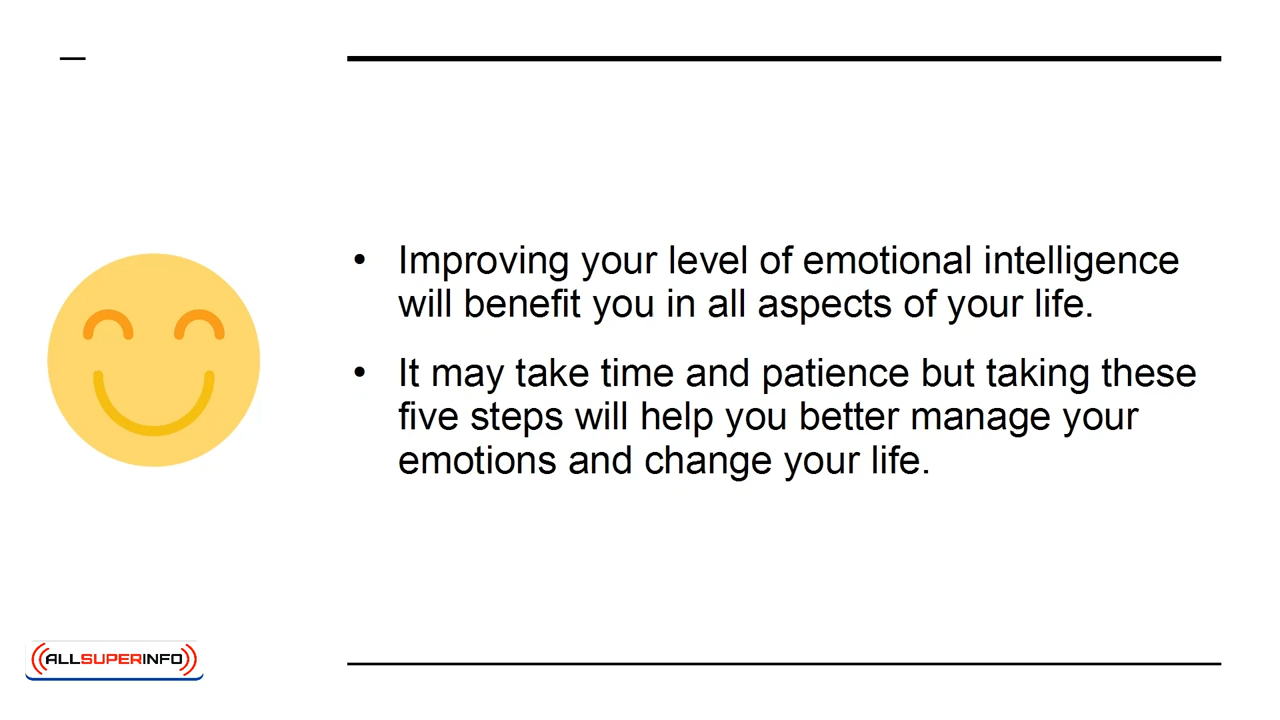 • Improving your level of emotional intelligence
will benefit you in all aspects of your life.
• It may take time and patience but taking these
five steps will help you better manage your
emotions and change your life.
ALLSUPERINFO